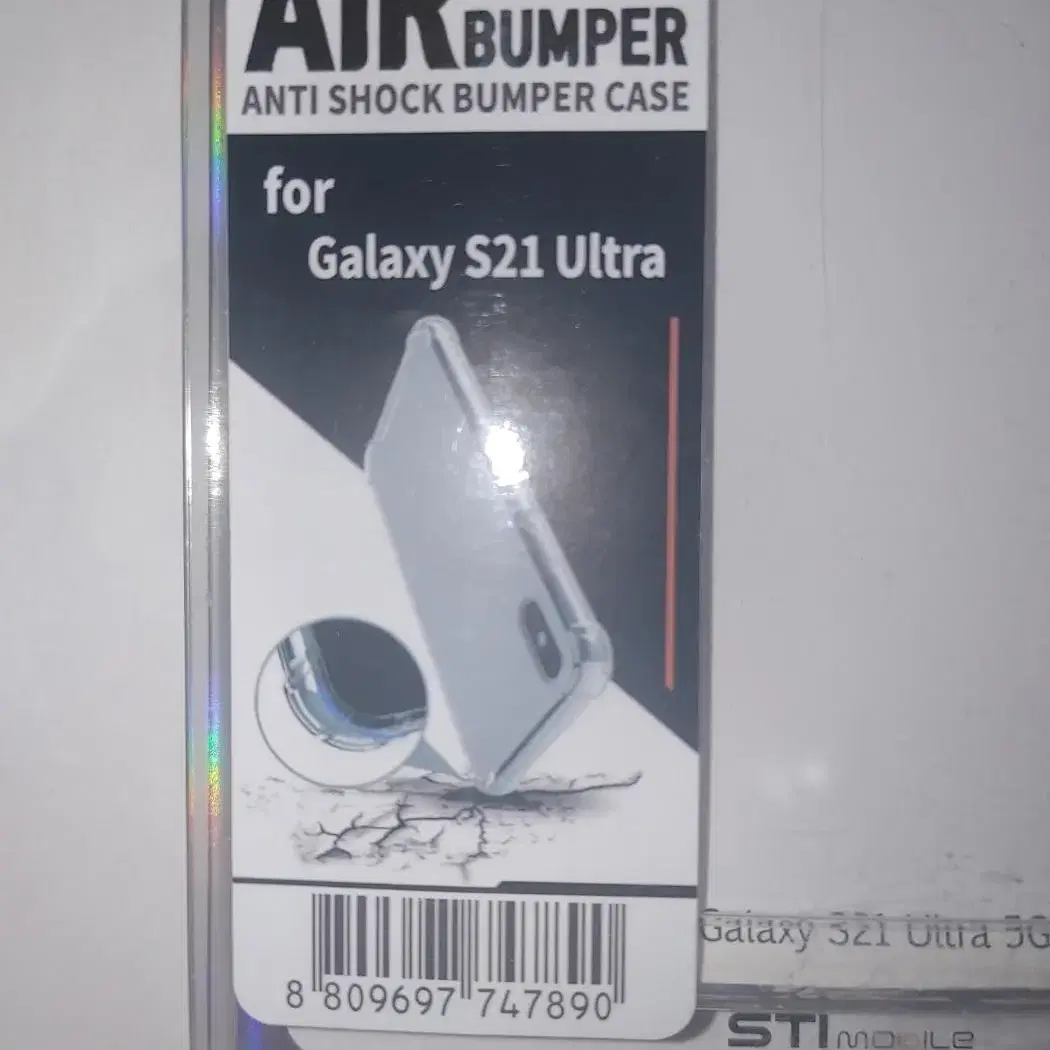 AIR BUMPER
ANTI SHOCK BUMPER CASE
for
Galaxy S21 Ultra
8 809697 747890
Galaxy S21 Ultra 5G
STI MOBILE